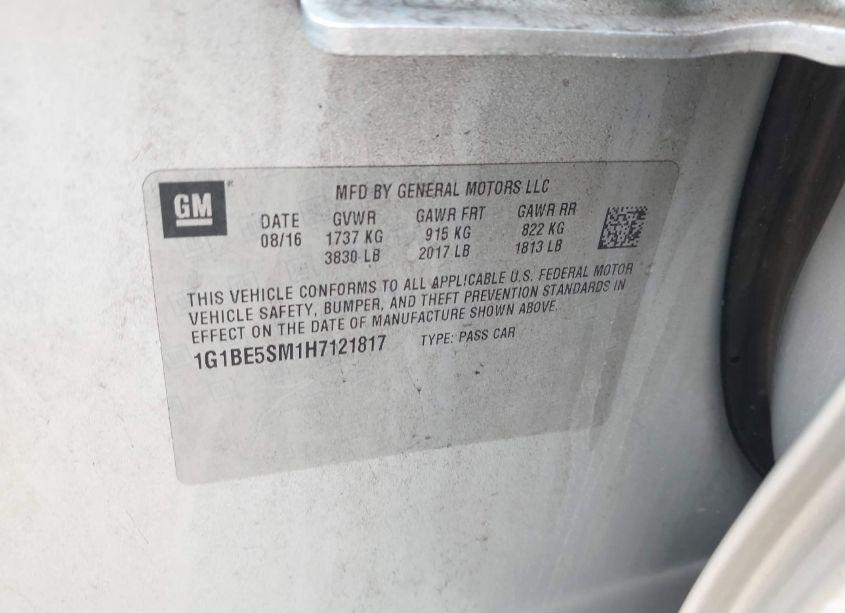 GM
MFD BY GENERAL MOTORS LLC
DATE GVWR GAWR FRT GAWR RR
08/16 1737 KG 915 KG 822 KG
3830 LB 2017 LB 1813 LB
THIS VEHICLE CONFORMS TO ALL APPLICABLE U.S. FEDERAL MOTOR
VEHICLE SAFETY, BUMPER, AND THEFT PREVENTION STANDARDS IN
EFFECT ON THE DATE OF MANUFACTURE SHOWN ABOVE.
1G1BE5SM1H7121817 TYPE: PASS CAR